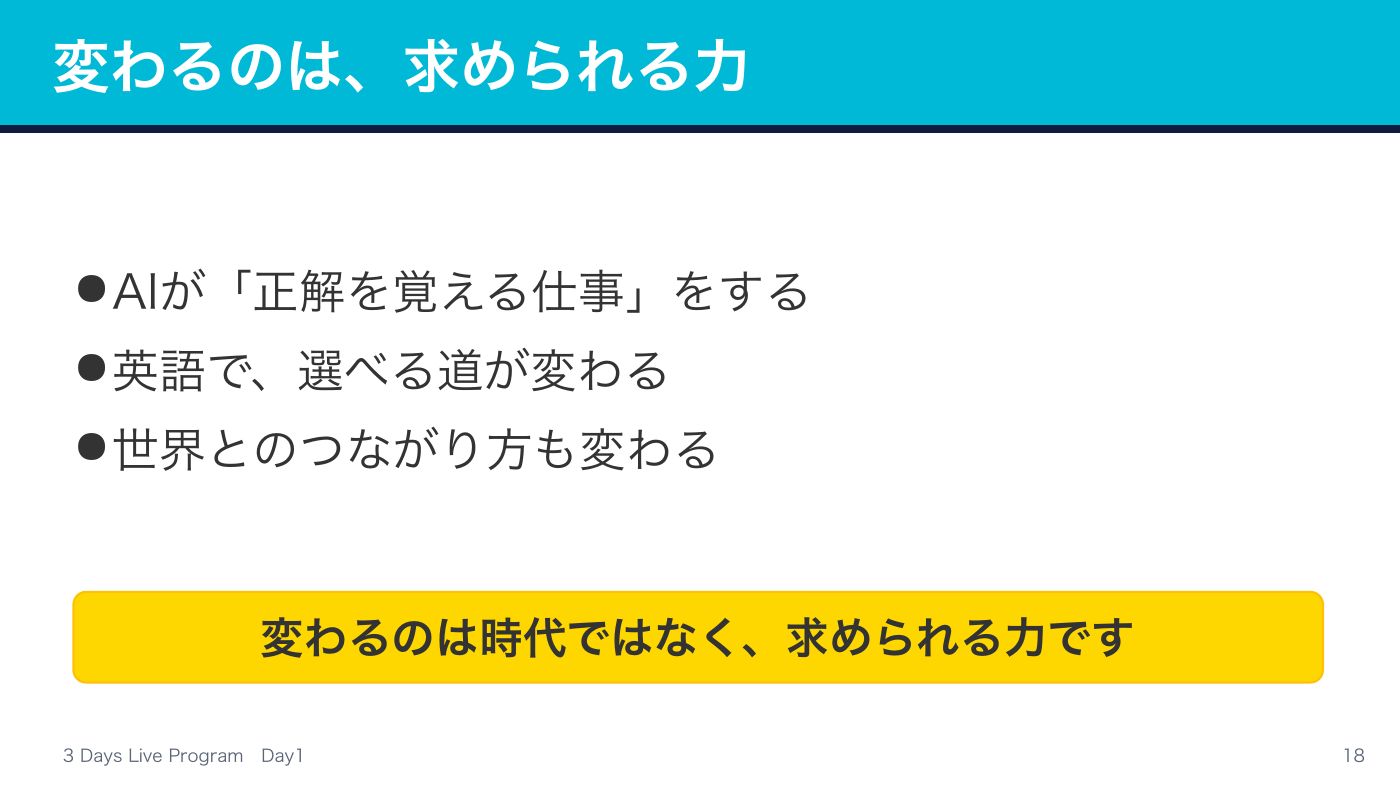 変わるのは、求められる力
●AIが「正解を覚える仕事」をする
●英語で、選べる道が変わる
●世界とのつながり方も変わる
変わるのは時代ではなく、求められる力です
3 Days Live Program　Day1
18